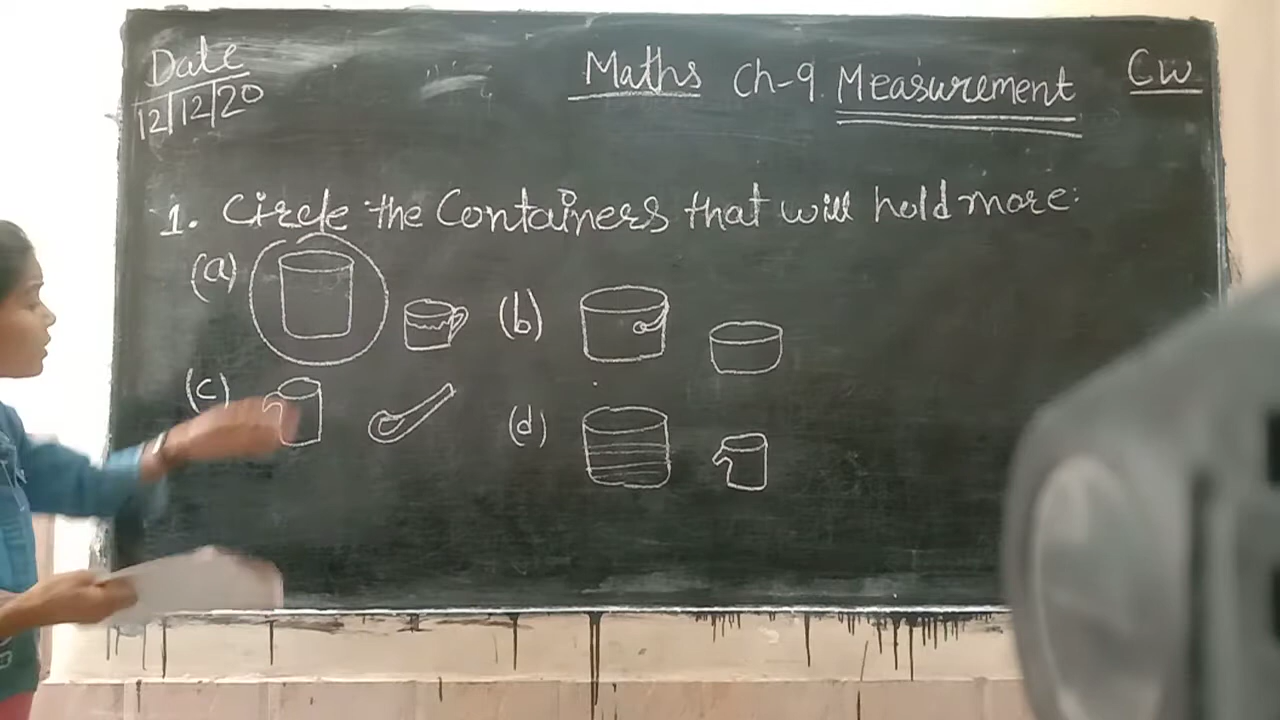 Date
12/12/20
Maths Ch-9. Measurement
CW
1. Circle the Containers that will hold more:
(a)
(b)
(c)
(d)